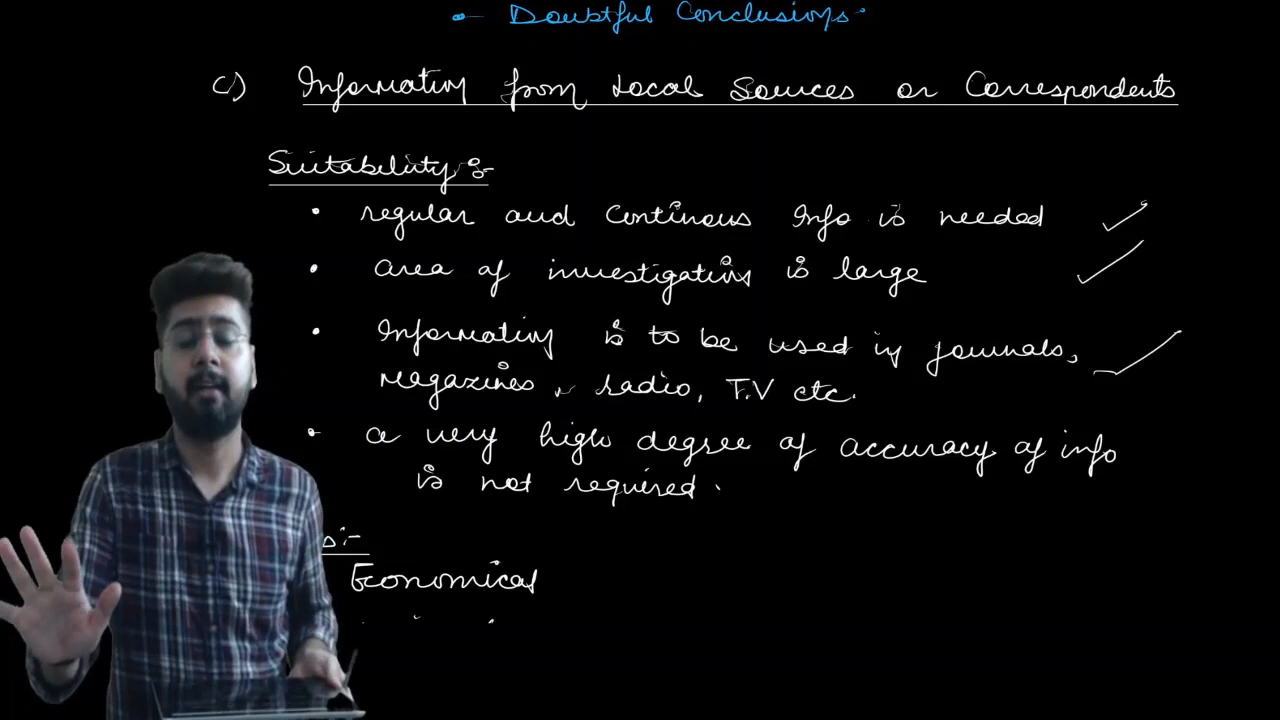 • Doubtful Conclusions.
c) Information from Local Sources or Correspondents
Suitability :-
• regular and Continous Info is needed
• area of investigation is large
• Information is to be used in journals,
magazines, radio, T.V etc.
• a very high degree of accuracy of info
is not required.
s:-
Economical